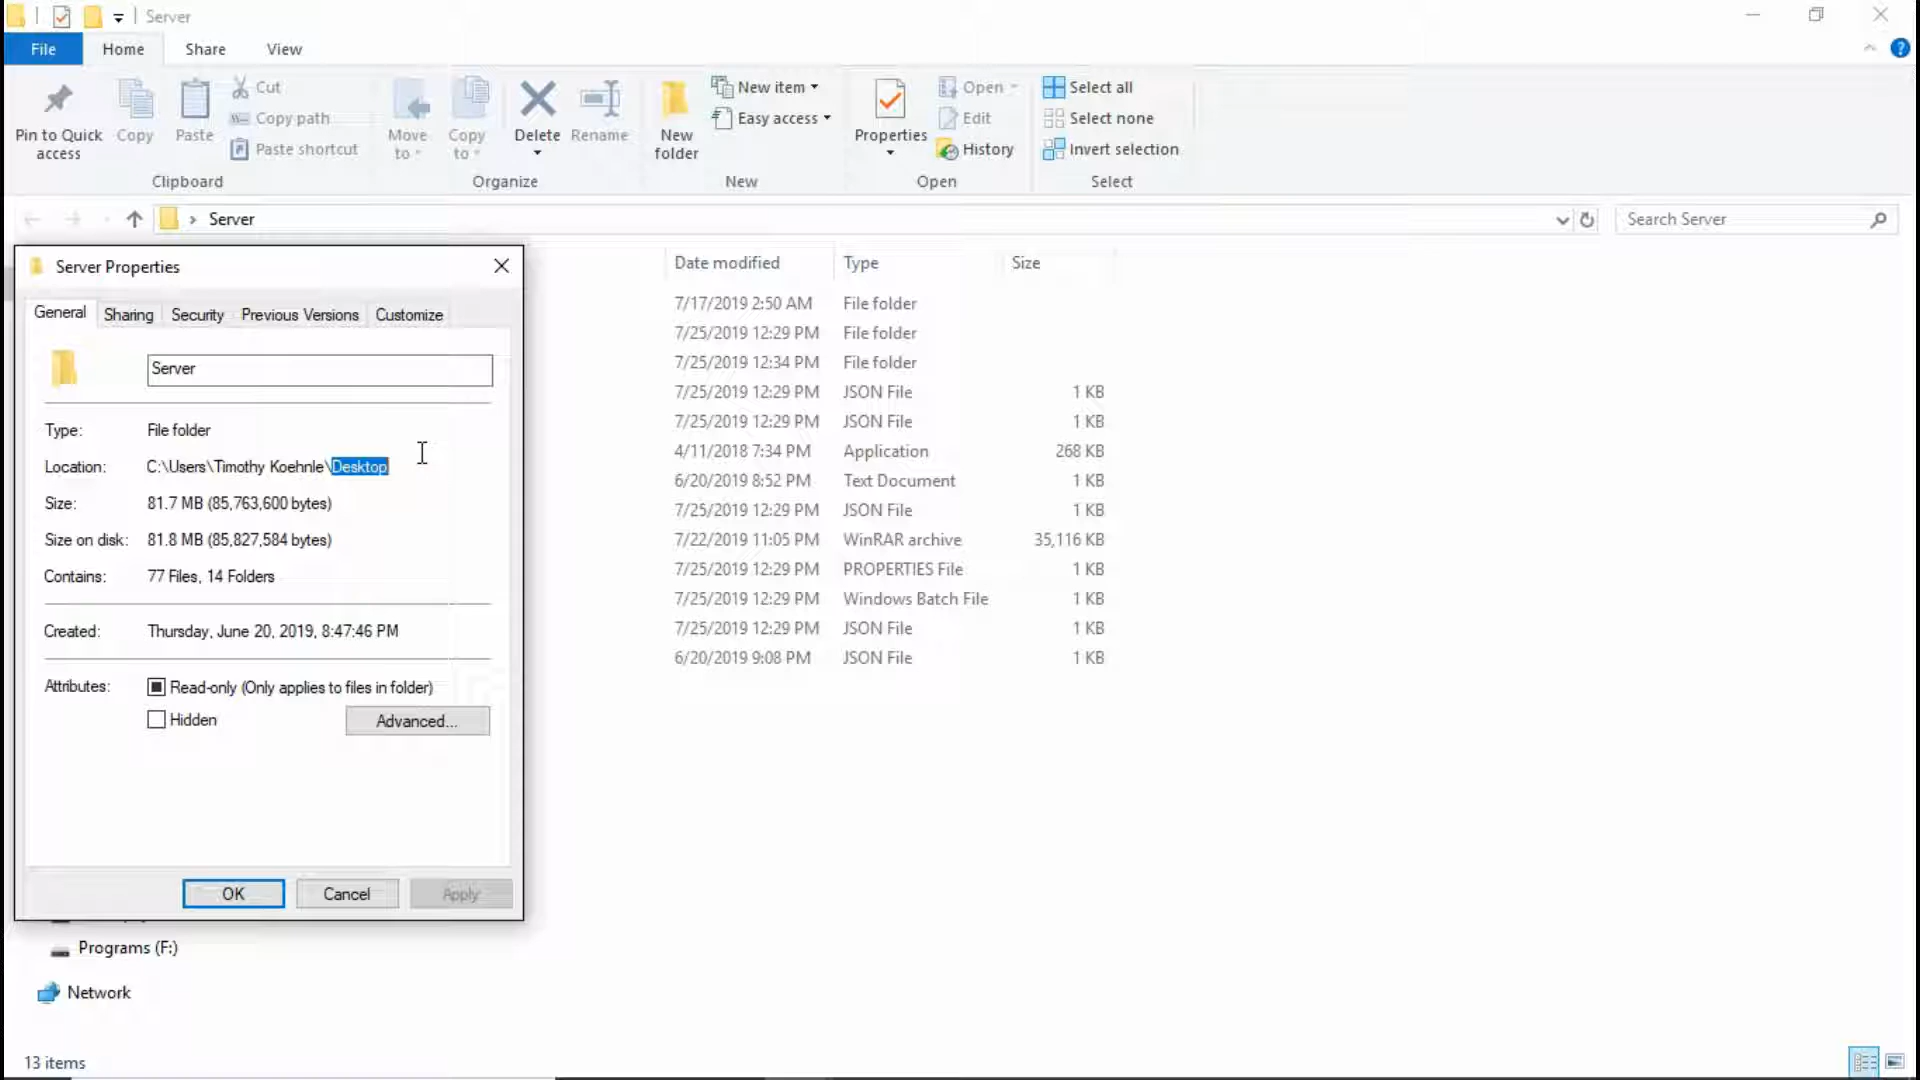 Server
File Home Share View
Pin to Quick access
Copy
Paste
Cut
Copy path
Paste shortcut
Clipboard
Move to
Copy to
Delete
Rename
Organize
New folder
New item
Easy access
New
Properties
Open
Edit
History
Open
Select all
Select none
Invert selection
Select
Server
Search Server
Server Properties
General Sharing Security Previous Versions Customize
Server
Type: File folder
Location: C:\Users\Timothy Koehnle\Desktop
Size: 81.7 MB (85,763,600 bytes)
Size on disk: 81.8 MB (85,827,584 bytes)
Contains: 77 Files, 14 Folders
Created: Thursday, June 20, 2019, 8:47:46 PM
Attributes: Read-only (Only applies to files in folder)
Hidden Advanced...
OK Cancel Apply
Date modified Type Size
7/17/2019 2:50 AM File folder
7/25/2019 12:29 PM File folder
7/25/2019 12:34 PM File folder
7/25/2019 12:29 PM JSON File 1 KB
7/25/2019 12:29 PM JSON File 1 KB
4/11/2018 7:34 PM Application 268 KB
6/20/2019 8:52 PM Text Document 1 KB
7/25/2019 12:29 PM JSON File 1 KB
7/22/2019 11:05 PM WinRAR archive 35,116 KB
7/25/2019 12:29 PM PROPERTIES File 1 KB
7/25/2019 12:29 PM Windows Batch File 1 KB
7/25/2019 12:29 PM JSON File 1 KB
6/20/2019 9:08 PM JSON File 1 KB
Programs (F:)
Network
13 items